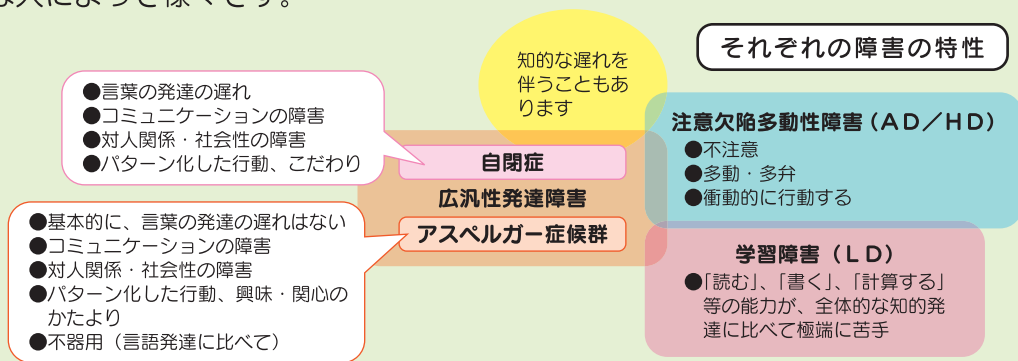 は人によって様々です。
それぞれの障害の特性
知的な遅れを
伴うこともあ
ります
●言葉の発達の遅れ
●コミュニケーションの障害
●対人関係・社会性の障害
●パターン化した行動、こだわり
自閉症
広汎性発達障害
アスペルガー症候群
●基本的に、言葉の発達の遅れはない
●コミュニケーションの障害
●対人関係・社会性の障害
●パターン化した行動、興味・関心の
かたより
●不器用（言語発達に比べて）
注意欠陥多動性障害（AD／HD）
●不注意
●多動・多弁
●衝動的に行動する
学習障害（LD）
●「読む」、「書く」、「計算する」
等の能力が、全体的な知的発
達に比べて極端に苦手